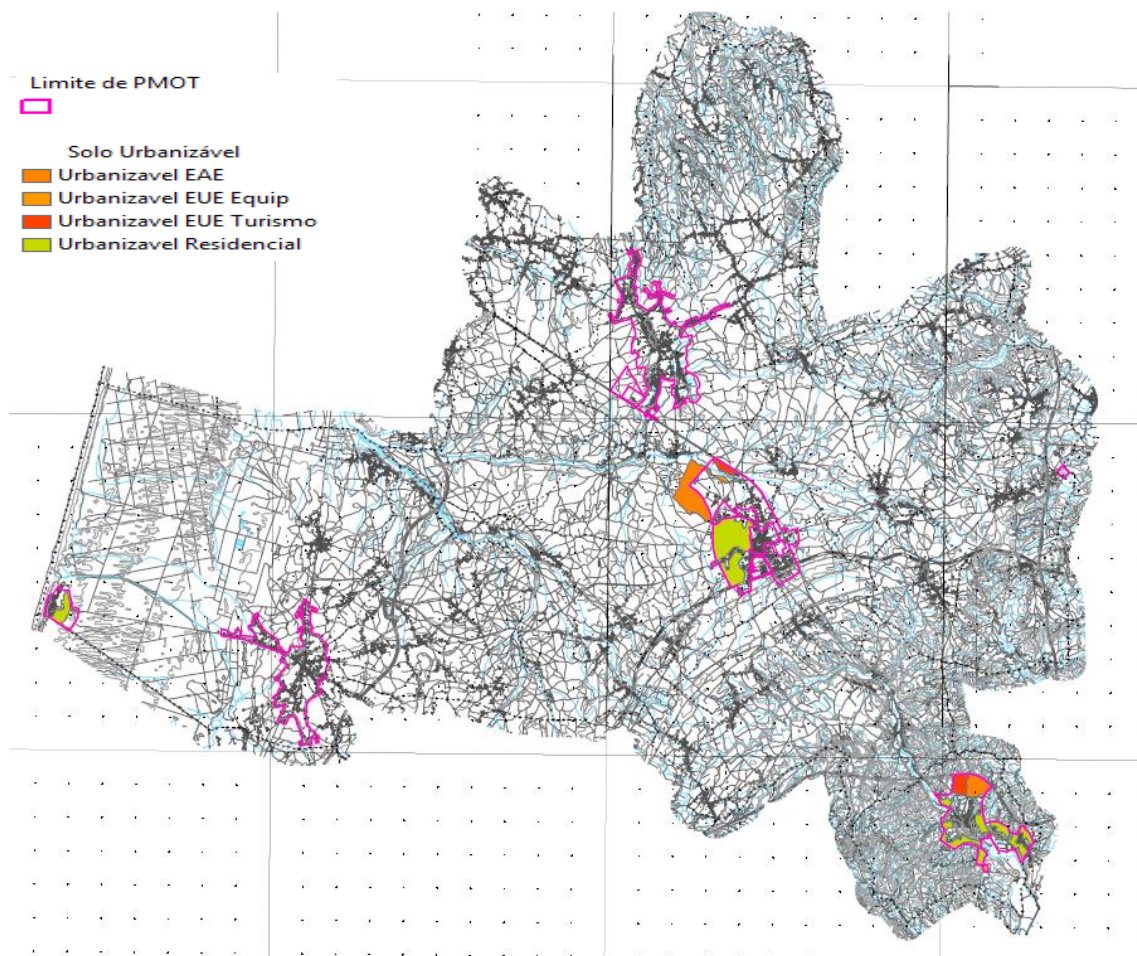 Limite de PMOT
Solo Urbanizável
Urbanizavel EAE
Urbanizavel EUE Equip
Urbanizavel EUE Turismo
Urbanizavel Residencial